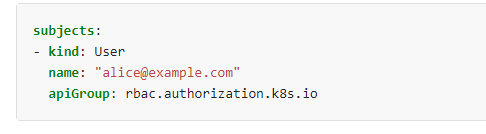 subjects:
- kind: User
  name: "alice@example.com"
  apiGroup: rbac.authorization.k8s.io